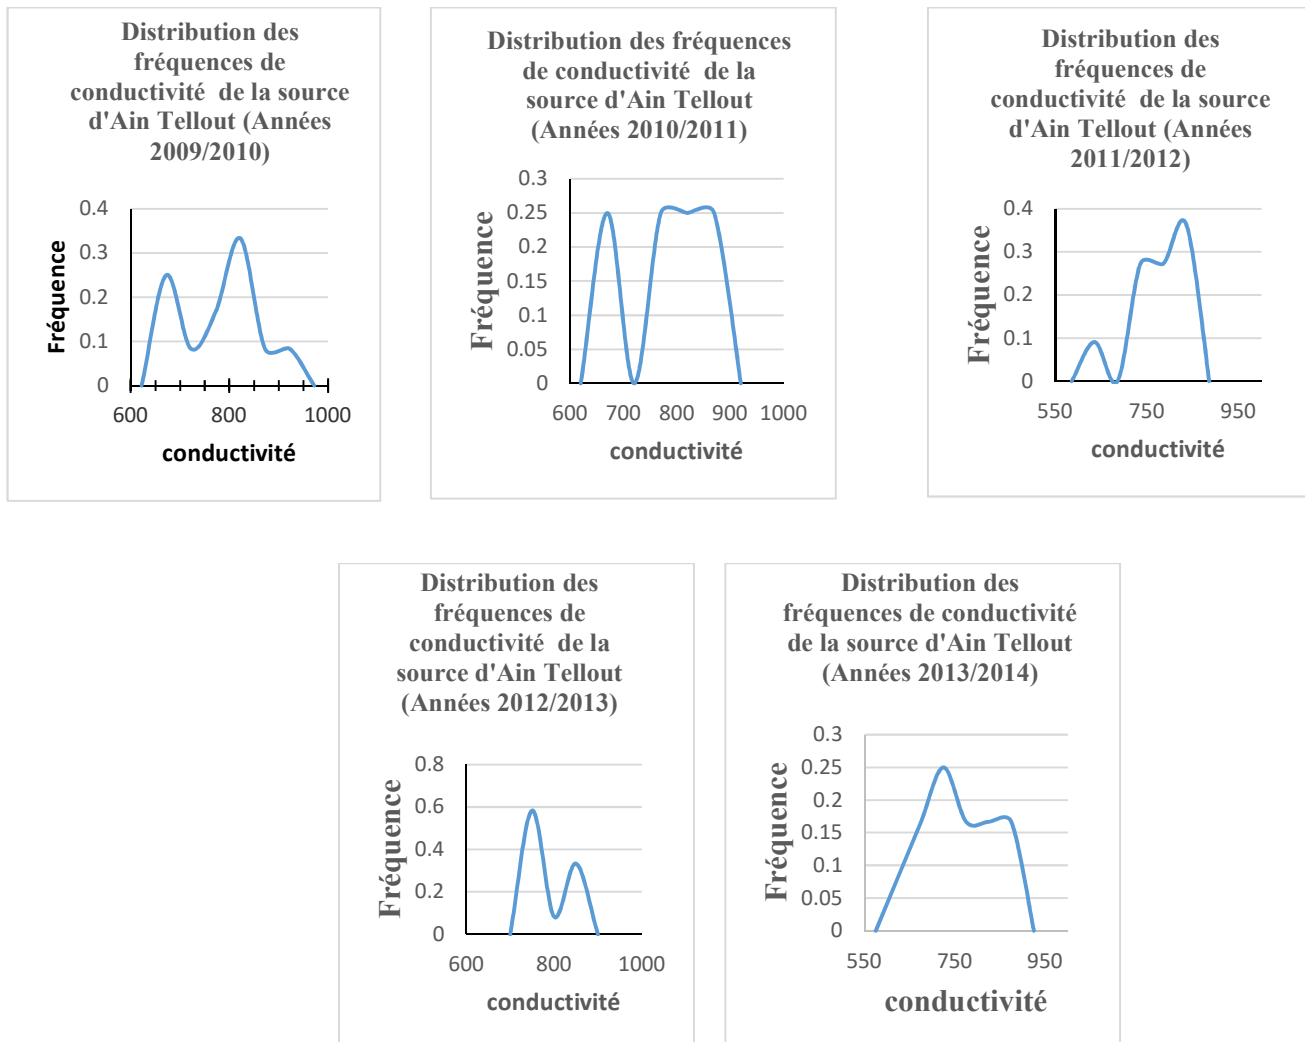 Distribution des
fréquences de
conductivité de la source
d'Ain Tellout (Années
2009/2010)
0.4
0.3
0.2
0.1
0
Fréquence
600
800
1000
conductivité
Distribution des fréquences
de conductivité de la
source d'Ain Tellout
(Années 2010/2011)
0.3
0.25
0.2
0.15
0.1
0.05
0
Fréquence
600
700
800
900
1000
conductivité
Distribution des
fréquences de
conductivité de la source
d'Ain Tellout (Années
2011/2012)
0.4
0.3
0.2
0.1
0
Fréquence
550
750
950
conductivité
Distribution des
fréquences de
conductivité de la
source d'Ain Tellout
(Années 2012/2013)
0.8
0.6
0.4
0.2
0
Fréquence
600
800
1000
conductivité
Distribution des
fréquences de conductivité
de la source d'Ain Tellout
(Années 2013/2014)
0.3
0.25
0.2
0.15
0.1
0.05
0
Fréquence
550
750
950
conductivité